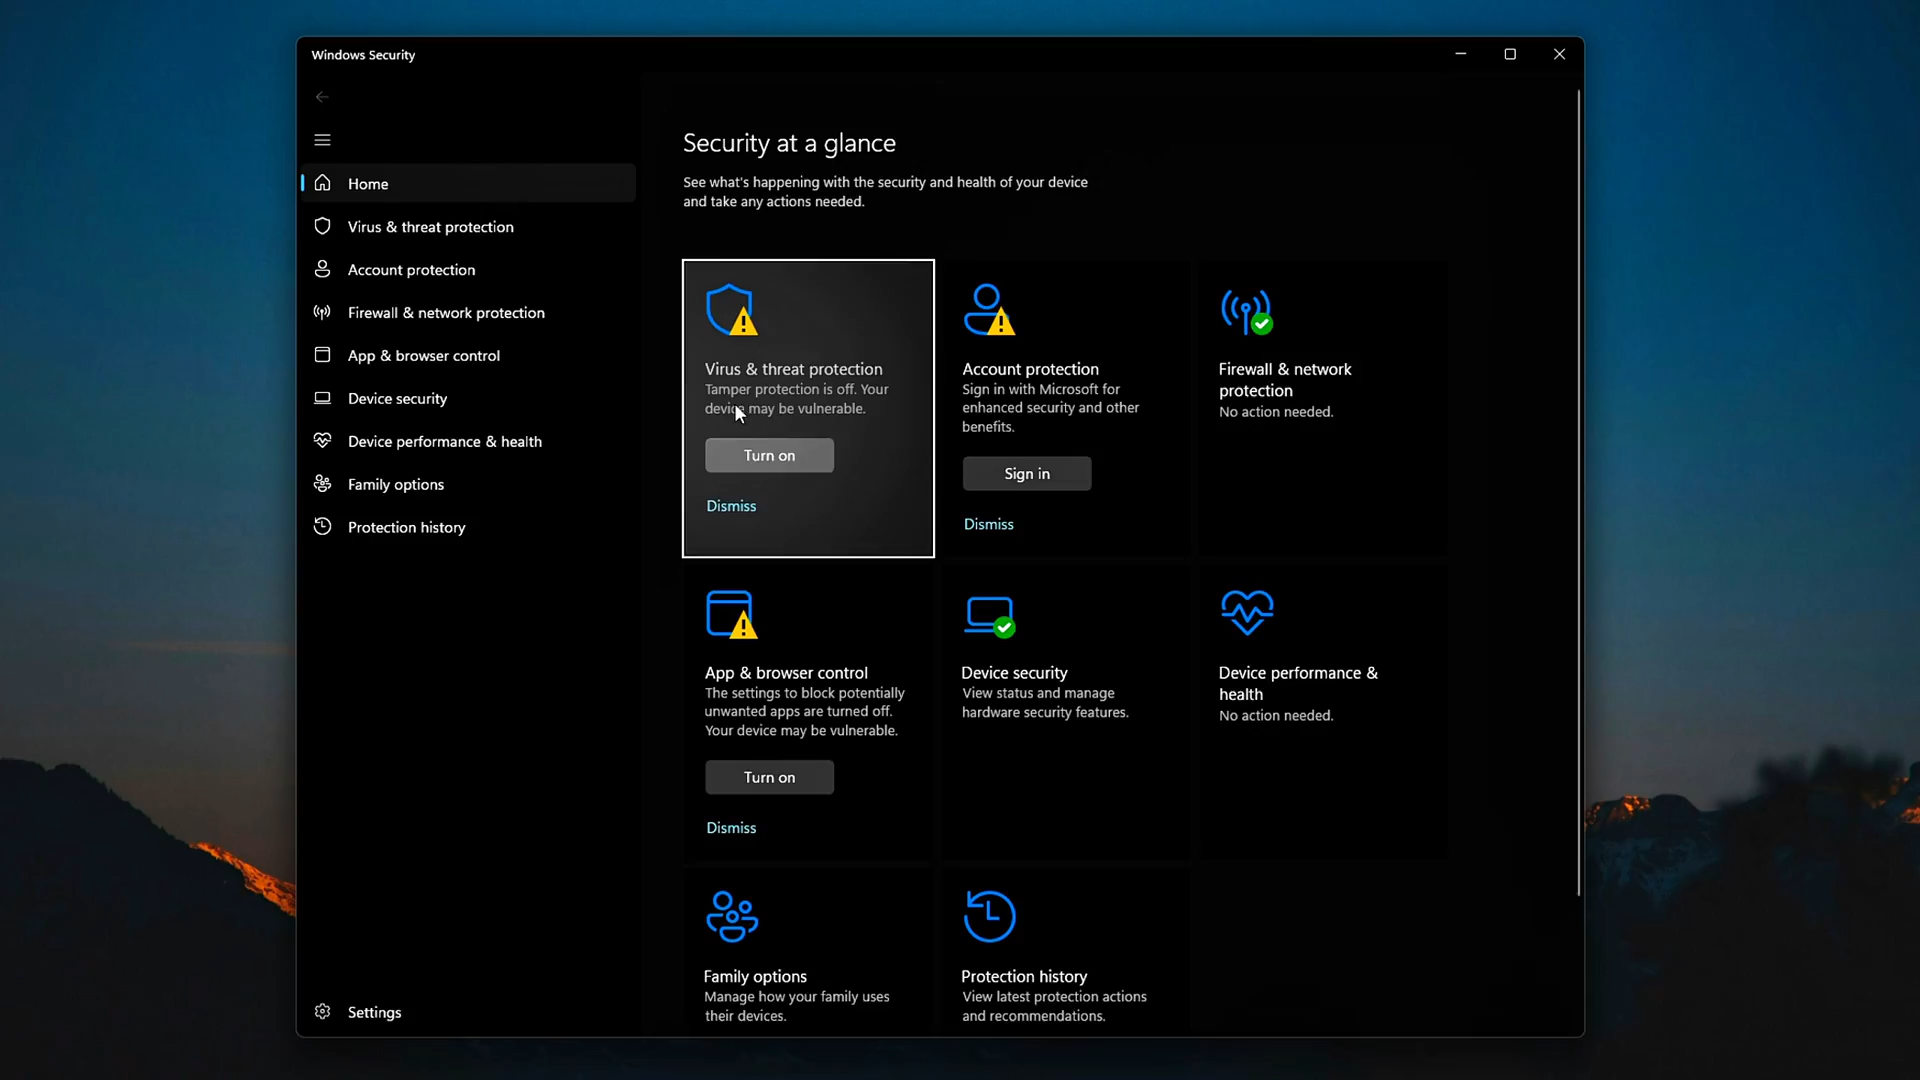 Windows Security
Home
Virus & threat protection
Account protection
Firewall & network protection
App & browser control
Device security
Device performance & health
Family options
Protection history
Settings
Security at a glance
See what's happening with the security and health of your device
and take any actions needed.
Virus & threat protection
Tamper protection is off. Your
device may be vulnerable.
Turn on
Dismiss
Account protection
Sign in with Microsoft for
enhanced security and other
benefits.
Sign in
Dismiss
Firewall & network
protection
No action needed.
App & browser control
The settings to block potentially
unwanted apps are turned off.
Your device may be vulnerable.
Turn on
Dismiss
Device security
View status and manage
hardware security features.
Device performance &
health
No action needed.
Family options
Manage how your family uses
their devices.
Protection history
View latest protection actions
and recommendations.